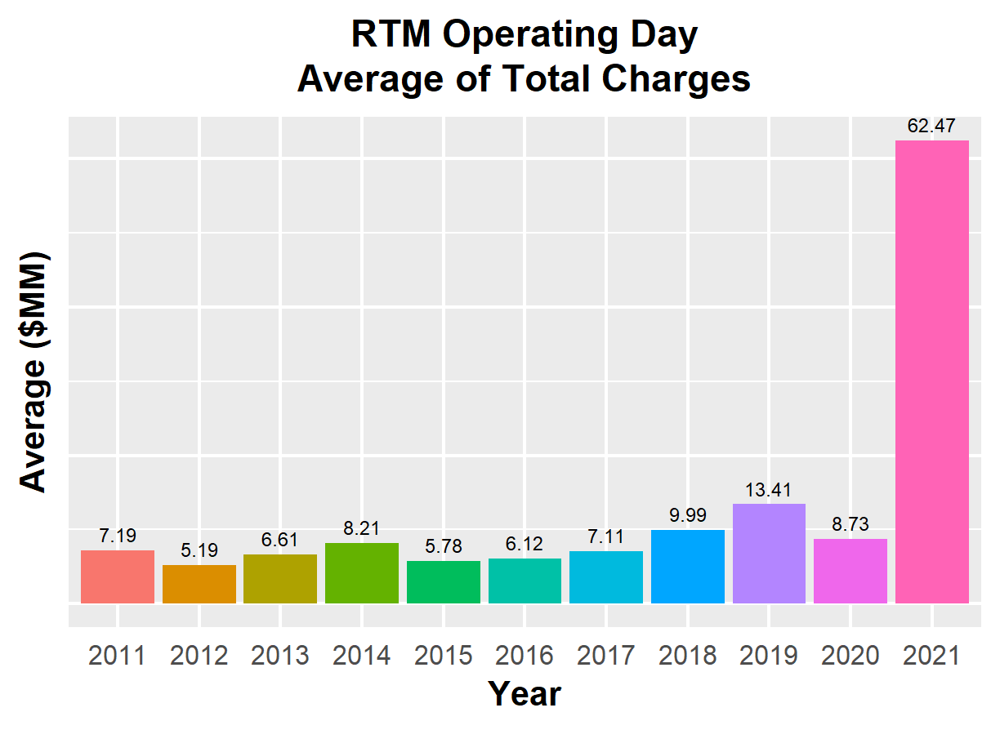 RTM Operating Day
Average of Total Charges
Average ($MM)
62.47
13.41
9.99
8.73
8.21
7.19
7.11
6.61
6.12
5.78
5.19
2011 2012 2013 2014 2015 2016 2017 2018 2019 2020 2021
Year